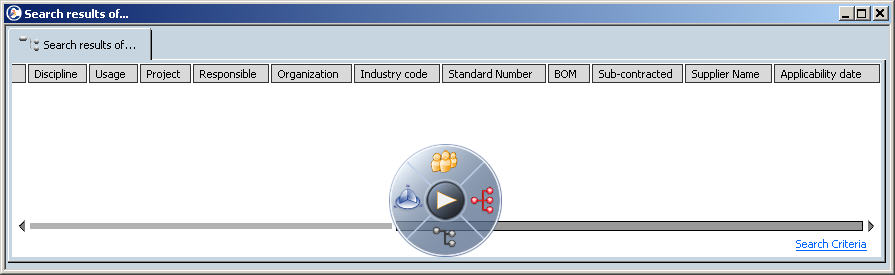 Search results of...
Search results of...
Discipline Usage Project Responsible Organization Industry code Standard Number BOM Sub-contracted Supplier Name Applicability date
Search Criteria